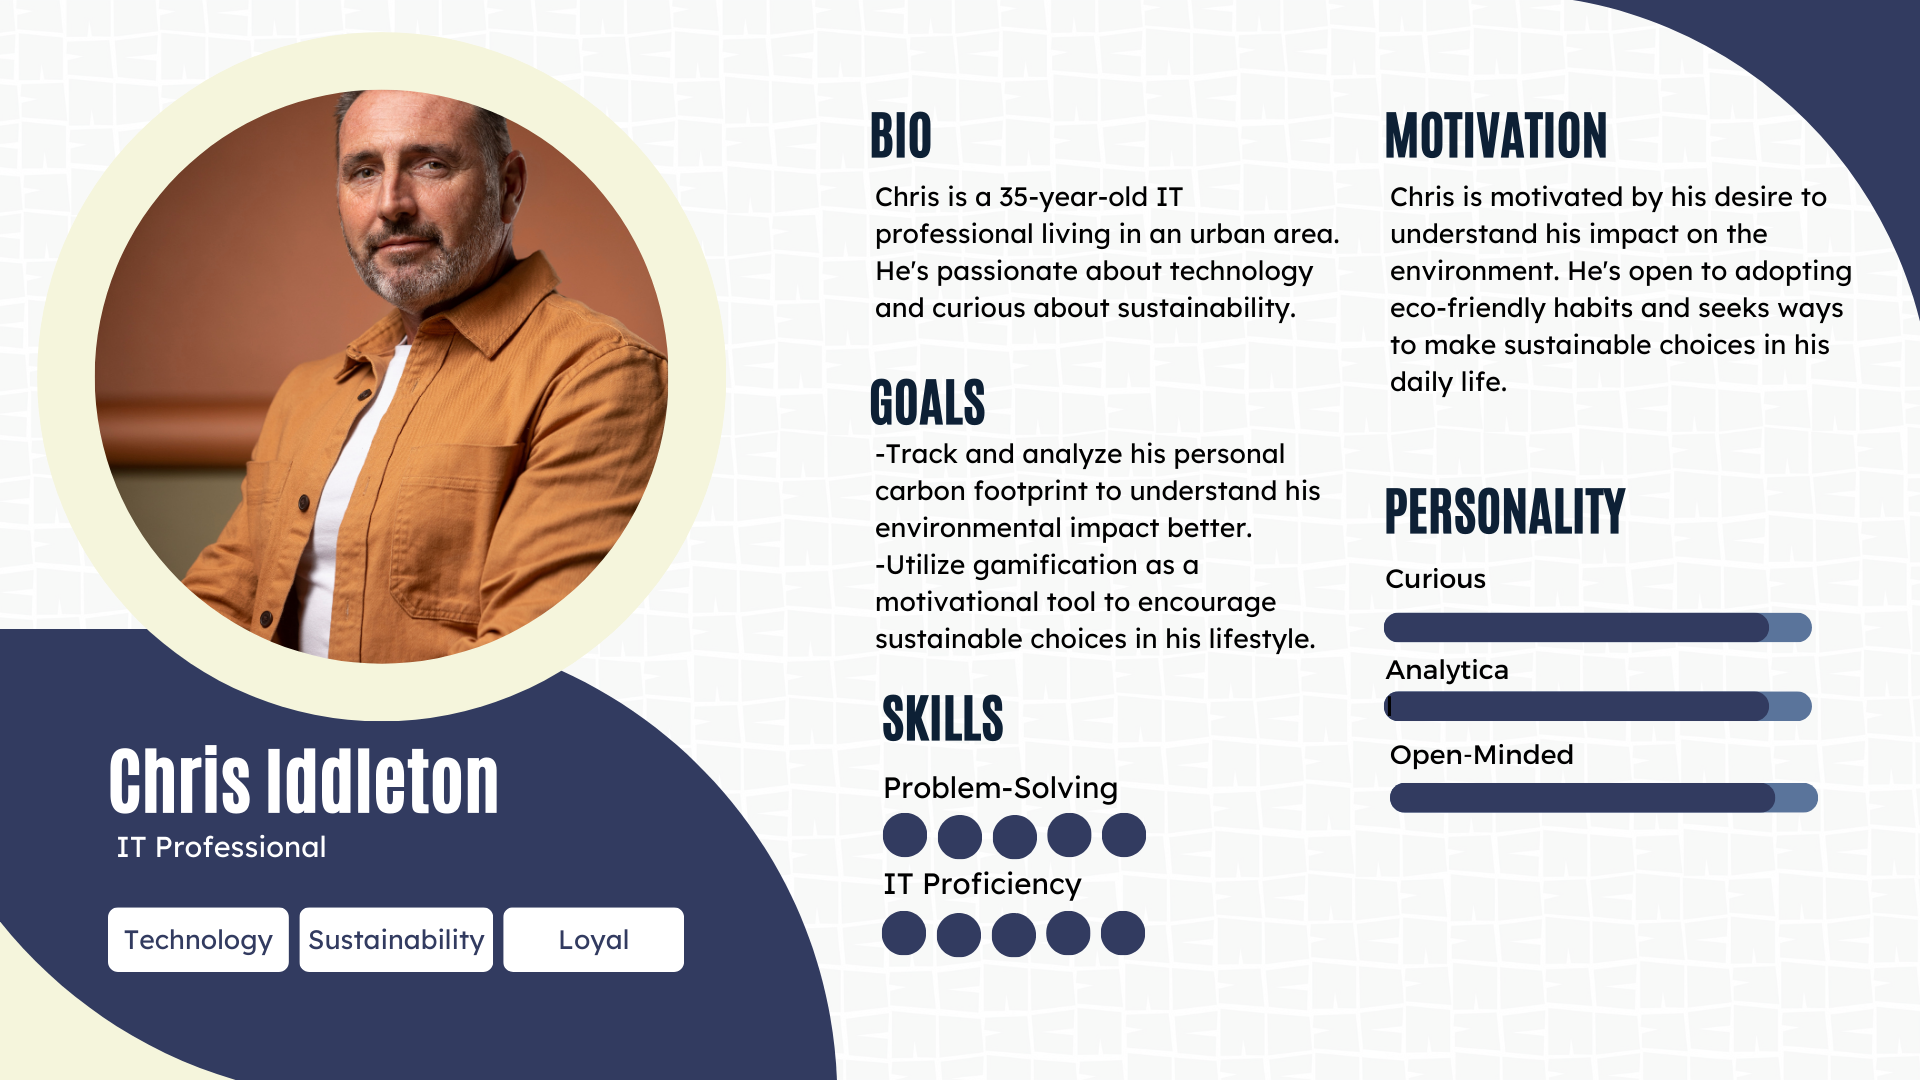 Chris Iddleton
IT Professional
Technology
Sustainability
Loyal
BIO
Chris is a 35-year-old IT
professional living in an urban area.
He's passionate about technology
and curious about sustainability.
GOALS
-Track and analyze his personal
carbon footprint to understand his
environmental impact better.
-Utilize gamification as a
motivational tool to encourage
sustainable choices in his lifestyle.
SKILLS
Problem-Solving
IT Proficiency
MOTIVATION
Chris is motivated by his desire to
understand his impact on the
environment. He's open to adopting
eco-friendly habits and seeks ways
to make sustainable choices in his
daily life.
PERSONALITY
Curious
Analytica
l
Open-Minded